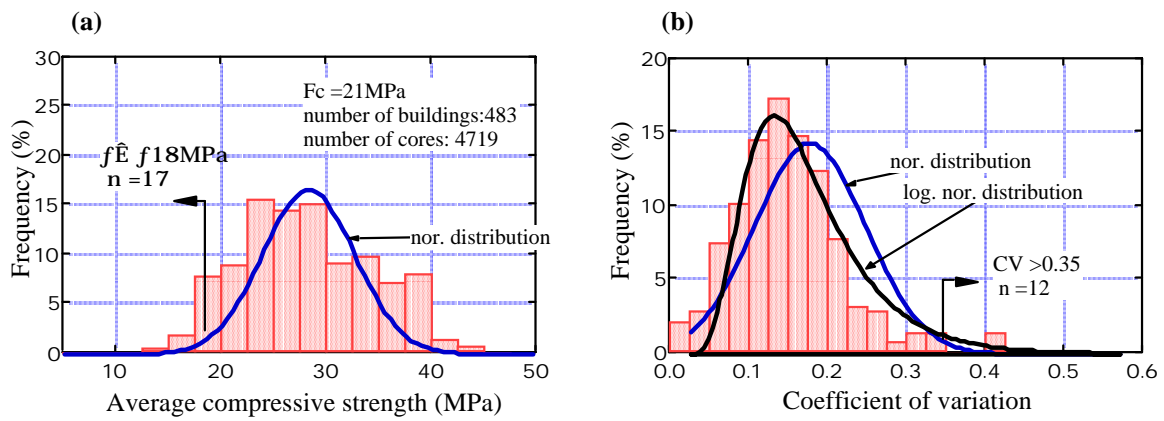 (a)
Frequency (%)
30
25
20
15
10
5
0
Fc =21MPa
number of buildings:483
number of cores: 4719
ƒÊ ƒ18MPa
n =17
nor. distribution
10
20
30
40
50
Average compressive strength (MPa)
(b)
Frequency (%)
20
15
10
5
0
nor. distribution
log. nor. distribution
CV >0.35
n =12
0.0
0.1
0.2
0.3
0.4
0.5
0.6
Coefficient of variation